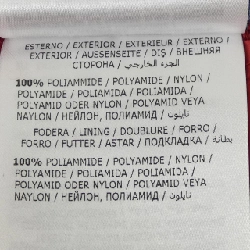 ESTERNO / EXTERIOR / EXTERIEUR / EXTERNO /
EXTERIOR / AUSSENSEITE / DIŞ / ВНЕШНЯЯ
СТОРОНА / الجزء الخارجي /
100% POLIAMMIDE / POLYAMIDE / NYLON /
POLYAMIDE / POLIAMIDA / POLIAMIDA /
POLYAMID ODER NYLON / POLYAMID VEYA
NAYLON / НЕЙЛОН, ПОЛИАМИД / نايلون /
FODERA / LINING / DOUBLURE / FORRO /
FORRO / FUTTER / ASTAR / ПОДКЛАДКА / بطانة /
100% POLIAMMIDE / POLYAMIDE / NYLON /
POLYAMIDE / POLIAMIDA / POLIAMIDA /
POLYAMID ODER NYLON / POLYAMID VEYA
NAYLON / НЕЙЛОН, ПОЛИАМИД / نايلون /